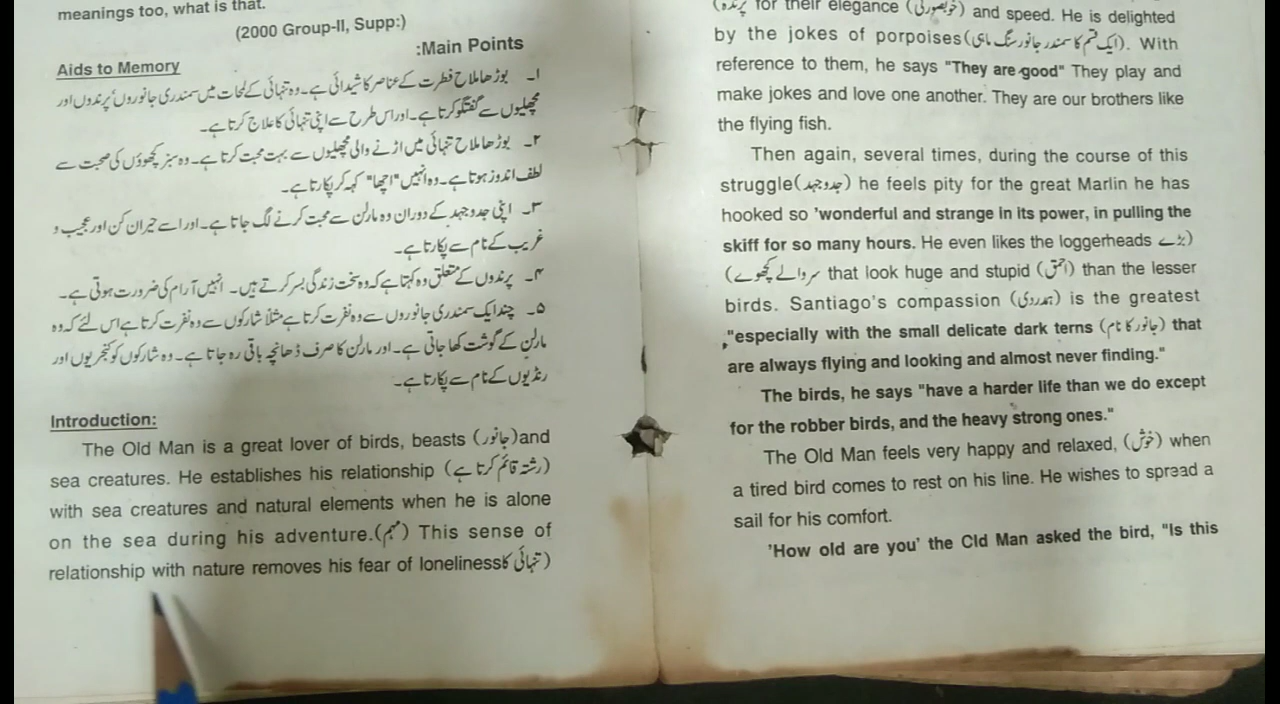 meanings too, what is that.
(2000 Group-II, Supp:)
:Main Points
Aids to Memory
۱۔ بوڑھا ملاح فطرت کے عناصر کا شیدائی ہے۔ وہ تنہائی کے لمحات میں سمندری جانوروں' پرندوں اور
مچھلیوں سے گفتگو کرتا ہے۔ اور اس طرح سے اپنی تنہائی کا علاج کرتا ہے۔
۲۔ بوڑھا ملاح تنہائی میں اڑنے والی مچھلیوں سے بہت محبت کرتا ہے۔ وہ سبز کچھوؤں کی صحبت سے
لطف اندوز ہوتا ہے۔ وہ انہیں "اچھا" کہہ کر پکارتا ہے۔
۳۔ اپنی جدوجہد کے دوران وہ مارلن سے محبت کرنے لگ جاتا ہے۔ اور اسے حیران کن اور عجیب و
غریب کے نام سے پکارتا ہے۔
۴۔ پرندوں کے متعلق وہ کہتا ہے کہ وہ سخت زندگی بسر کرتے ہیں۔ انہیں آرام کی ضرورت ہوتی ہے۔
۵۔ چند ایک سمندری جانوروں سے وہ نفرت کرتا ہے مثلاً شارکوں سے وہ نفرت کرتا ہے اس لئے کہ وہ
مارلن کے گوشت کھا جاتی ہے۔ اور مارلن کا صرف ڈھانچہ باقی رہ جاتا ہے۔ وہ شارکوں کو کنجریوں اور
رنڈیوں کے نام سے پکارتا ہے۔
Introduction:
The Old Man is a great lover of birds, beasts (جانور)and
sea creatures. He establishes his relationship (رشتہ قائم کرتا ہے)
with sea creatures and natural elements when he is alone
on the sea during his adventure.(مہم) This sense of
relationship with nature removes his fear of lonelinessتنہائی کا)
(پرندہ) for their elegance (خوبصورتی) and speed. He is delighted
by the jokes of porpoises(ایک قسم کا سمندر جانور سنگ ماہی). With
reference to them, he says "They are good" They play and
make jokes and love one another. They are our brothers like
the flying fish.
Then again, several times, during the course of this
struggle(جدوجہد) he feels pity for the great Marlin he has
hooked so 'wonderful and strange in its power, in pulling the
skiff for so many hours. He even likes the loggerheads بڑے)
(سر والے کچھوے that look huge and stupid (احمق) than the lesser
birds. Santiago's compassion (ہمدردی) is the greatest
"especially with the small delicate dark terns (جانور کا نام) that
are always flying and looking and almost never finding."
The birds, he says "have a harder life than we do except
for the robber birds, and the heavy strong ones."
The Old Man feels very happy and relaxed, (خوش) when
a tired bird comes to rest on his line. He wishes to spread a
sail for his comfort.
'How old are you' the Old Man asked the bird, "Is this